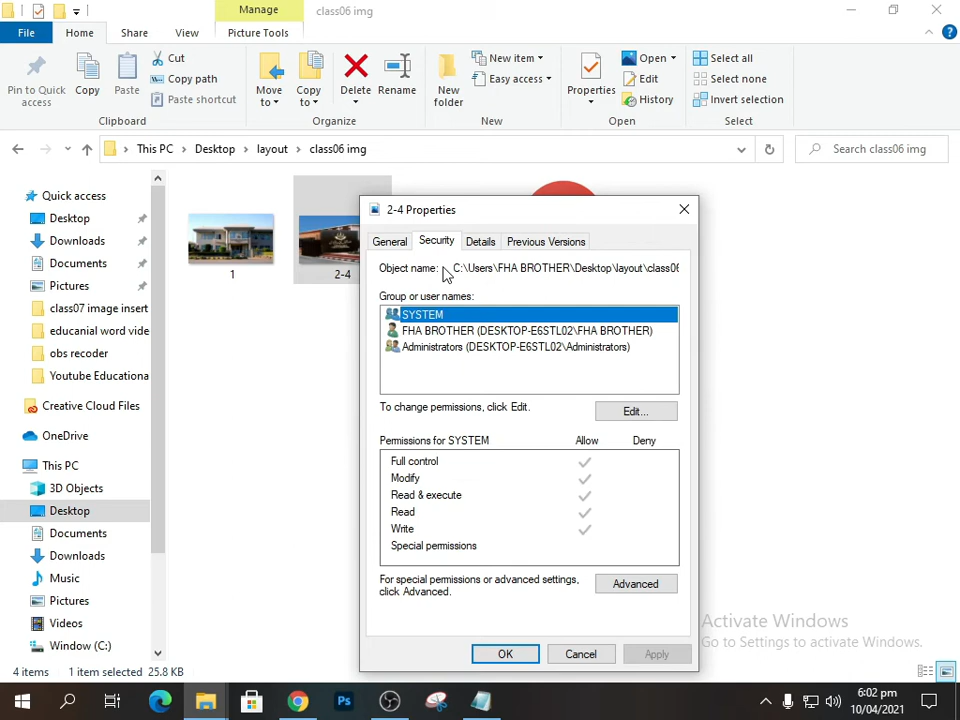 Manage
class06 img
File
Home
Share
View
Picture Tools
Pin to Quick access
Copy
Paste
Cut
Copy path
Paste shortcut
Clipboard
Move to
Copy to
Delete
Rename
Organize
New folder
New item
Easy access
New
Properties
Open
Edit
History
Open
Select all
Select none
Invert selection
Select
This PC > Desktop > layout > class06 img
Search class06 img
Quick access
Desktop
Downloads
Documents
Pictures
class07 image insert
educanial word vide
obs recoder
Youtube Educationa
Creative Cloud Files
OneDrive
This PC
3D Objects
Desktop
Documents
Downloads
Music
Pictures
Videos
Window (C:)
1
2-4
2-4 Properties
General
Security
Details
Previous Versions
Object name: C:\Users\FHA BROTHER\Desktop\layout\class06
Group or user names:
SYSTEM
FHA BROTHER (DESKTOP-E6STL02\FHA BROTHER)
Administrators (DESKTOP-E6STL02\Administrators)
To change permissions, click Edit.
Edit...
Permissions for SYSTEM
Allow
Deny
Full control
Modify
Read & execute
Read
Write
Special permissions
For special permissions or advanced settings,
click Advanced.
Advanced
OK
Cancel
Apply
Activate Windows
Go to Settings to activate Windows.
4 items
1 item selected 25.8 KB
Ps
6:02 pm
10/04/2021